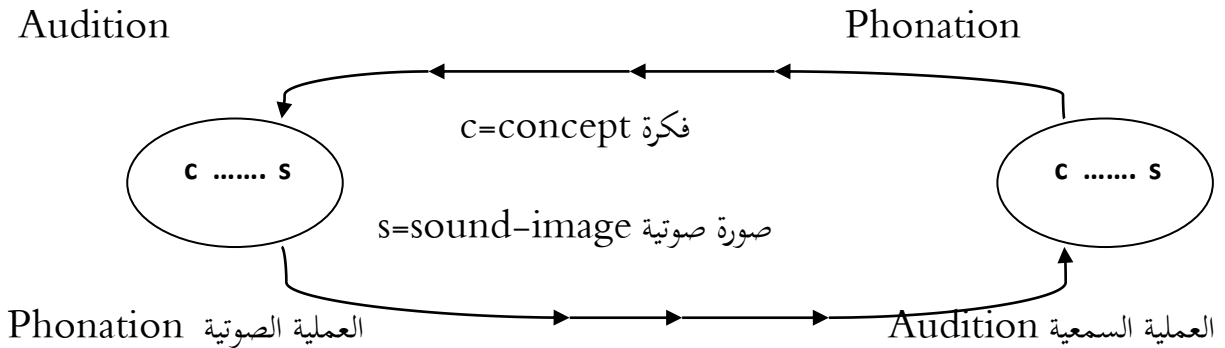 Audition Phonation
c=concept فكرة
c ....... s c ....... s
s=sound-image صورة صوتية
Phonation العملية الصوتية Audition العملية السمعية